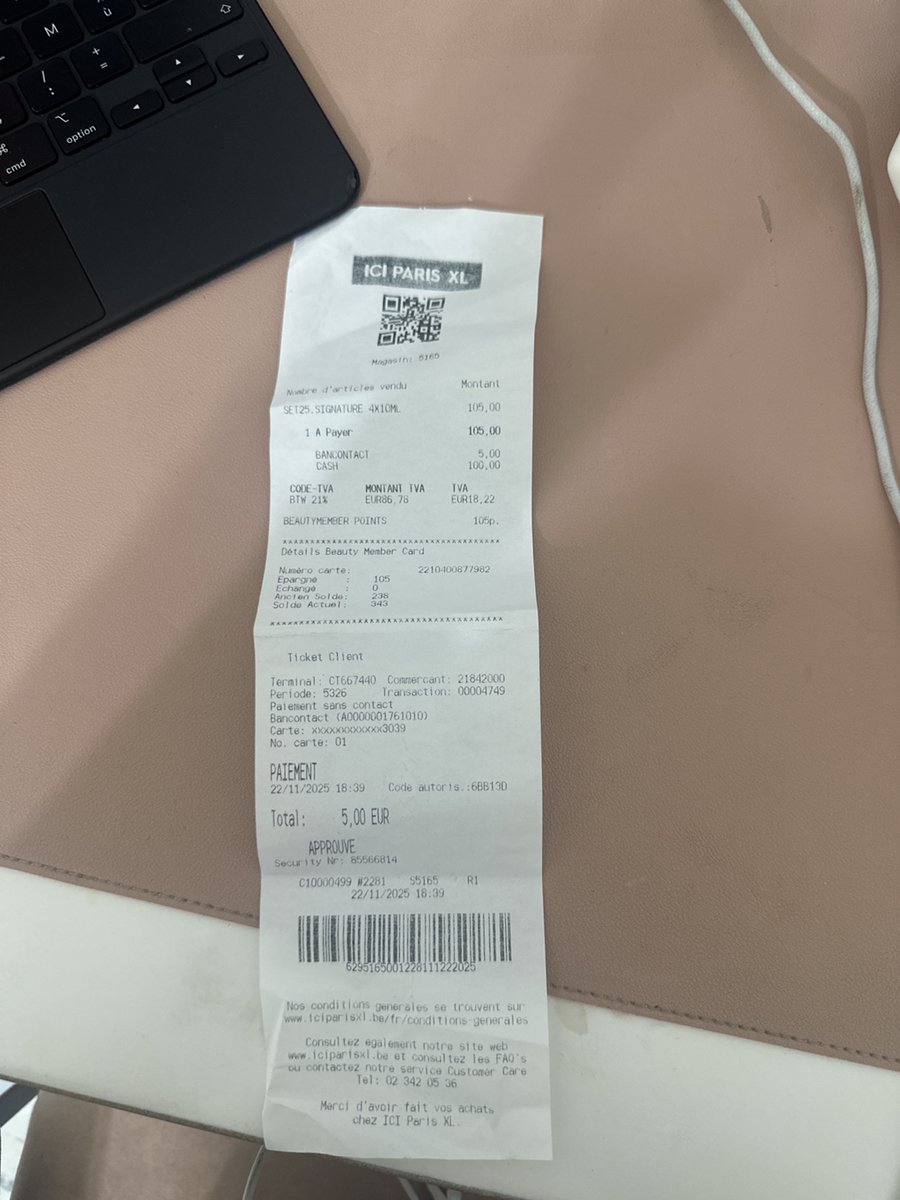 M
ù
+
=
/
:
option
cmd
ICI PARIS XL
Magasin: 5165
Nombre d'articles vendu Montant
SET25.SIGNATURE 4X10ML 105,00
1 A Payer 105,00
BANCONTACT 5,00
CASH 100,00
CODE-TVA MONTANT TVA TVA
BTW 21% EUR86,78 EUR18,22
BEAUTYMEMBER POINTS 105p.
Détails Beauty Member Card
Numéro carte: 2210400877982
Epargné : 105
Echangé : 0
Ancien Solde: 238
Solde Actuel: 343
Ticket Client
Terminal: CT667440 Commercant: 21842000
Periode: 5326 Transaction: 00004749
Paiement sans contact
Bancontact (A0000001761010)
Carte: xxxxxxxxxxxx3039
No. carte: 01
PAIEMENT
22/11/2025 18:39 Code autoris.:6BB13D
Total: 5,00 EUR
APPROUVE
Security Nr: 85566814
C10000499 #2281 S5165 R1
22/11/2025 18:39
6295165001228111222025
Nos conditions générales se trouvent sur
www.iciparisxl.be/fr/conditions-generales
Consultez également notre site web
www.iciparisxl.be et consultez les FAQ's
ou contactez notre service Customer Care
Tel: 02 342 05 36
Merci d'avoir fait vos achats
chez ICI Paris XL.